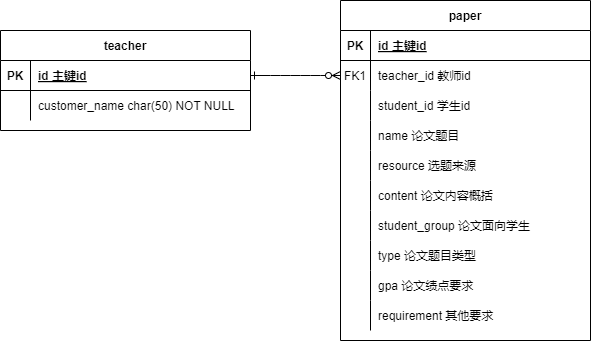 teacher
PK id 主键id
customer_name char(50) NOT NULL
paper
PK id 主键id
FK1 teacher_id 教师id
student_id 学生id
name 论文题目
resource 选题来源
content 论文内容概括
student_group 论文面向学生
type 论文题目类型
gpa 论文绩点要求
requirement 其他要求